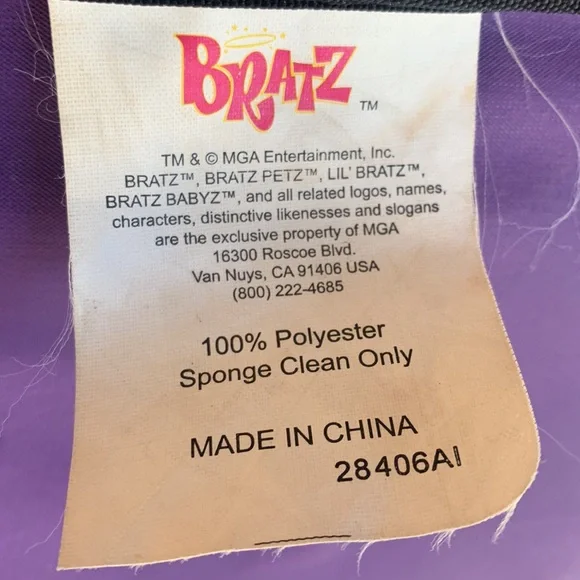 BRATZ ™
TM & © MGA Entertainment, Inc.
BRATZ™, BRATZ PETZ™, LIL' BRATZ™,
BRATZ BABYZ™, and all related logos, names,
characters, distinctive likenesses and slogans
are the exclusive property of MGA
16300 Roscoe Blvd.
Van Nuys, CA 91406 USA
(800) 222-4685
100% Polyester
Sponge Clean Only
MADE IN CHINA
28406AI